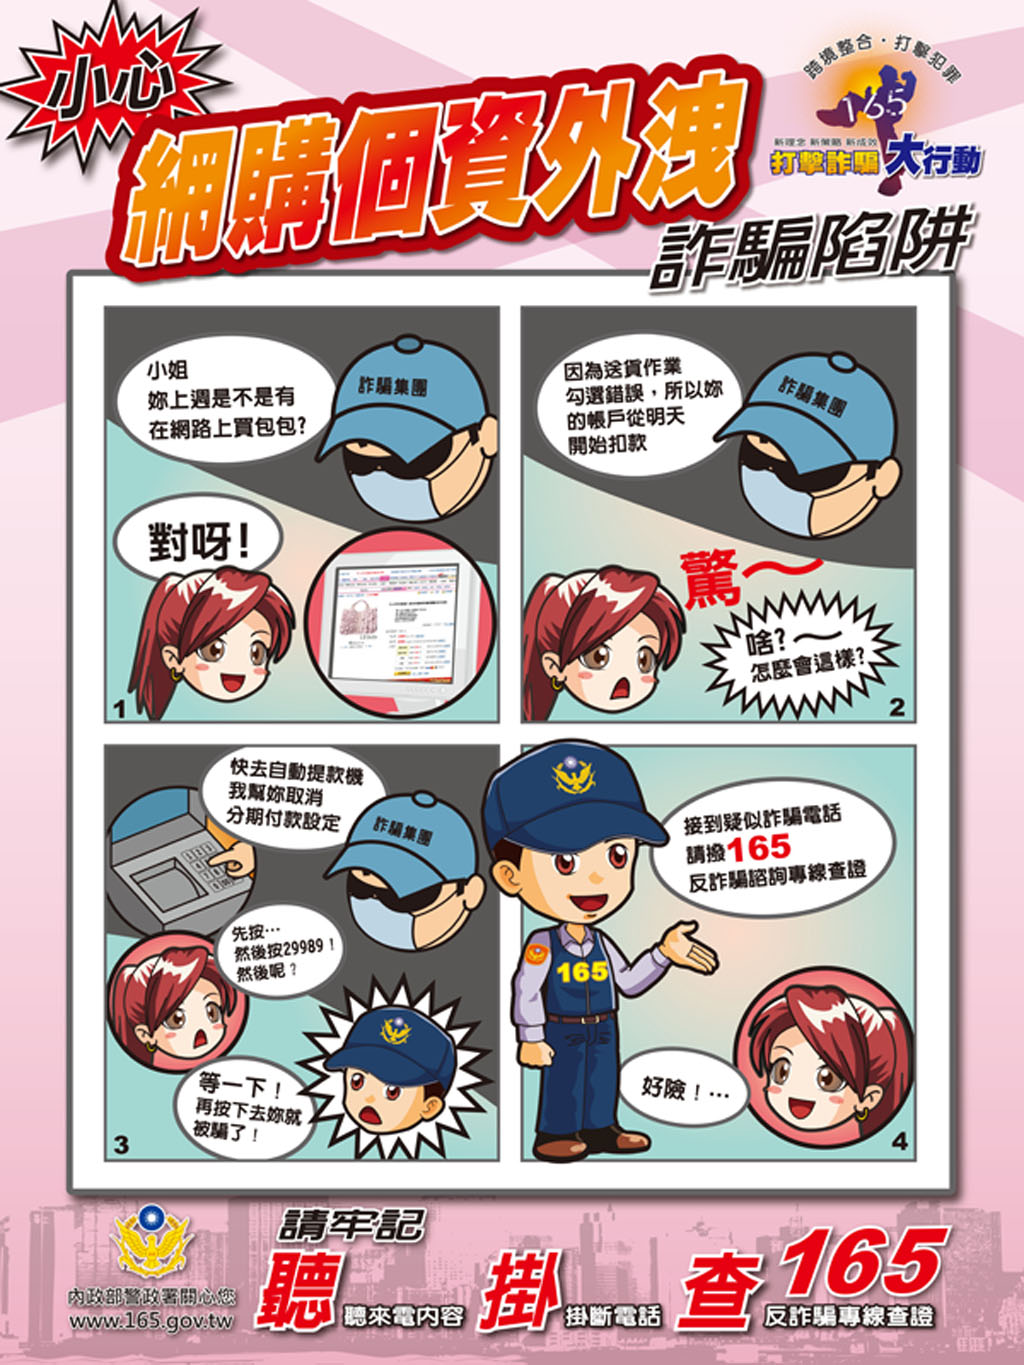 小心
網購個資外洩
詐騙陷阱
跨境整合・打擊犯罪
165
新理念 新策略 新成效
打擊詐騙大行動
小姐
妳上週是不是有
在網路上買包包?
詐騙集團
對呀!
1
因為送貨作業
勾選錯誤，所以妳
的帳戶從明天
開始扣款
詐騙集團
驚～
啥?～
怎麼會這樣?
2
快去自動提款機
我幫妳取消
分期付款設定
詐騙集團
先按…
然後按29989！
然後呢？
等一下！
再按下去妳就
被騙了！
3
接到疑似詐騙電話
請撥165
反詐騙諮詢專線查證
165
好險！…
4
內政部警政署關心您
www.165.gov.tw
請牢記
聽 聽來電內容
掛 掛斷電話
查 165
反詐騙專線查證